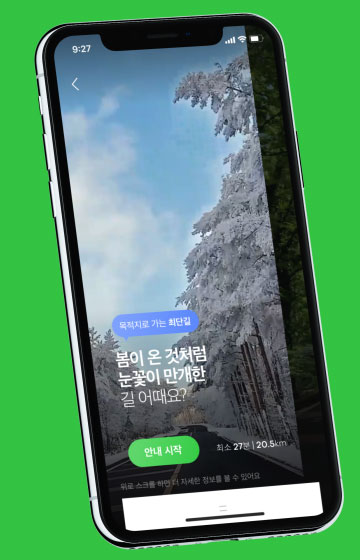 9:27
목적지로 가는 최단길
봄이 온 것처럼
눈꽃이 만개한
길 어때요?
안내 시작
최소 27분 | 20.5km
위로 스크롤 하면 더 자세한 정보를 볼 수 있어요